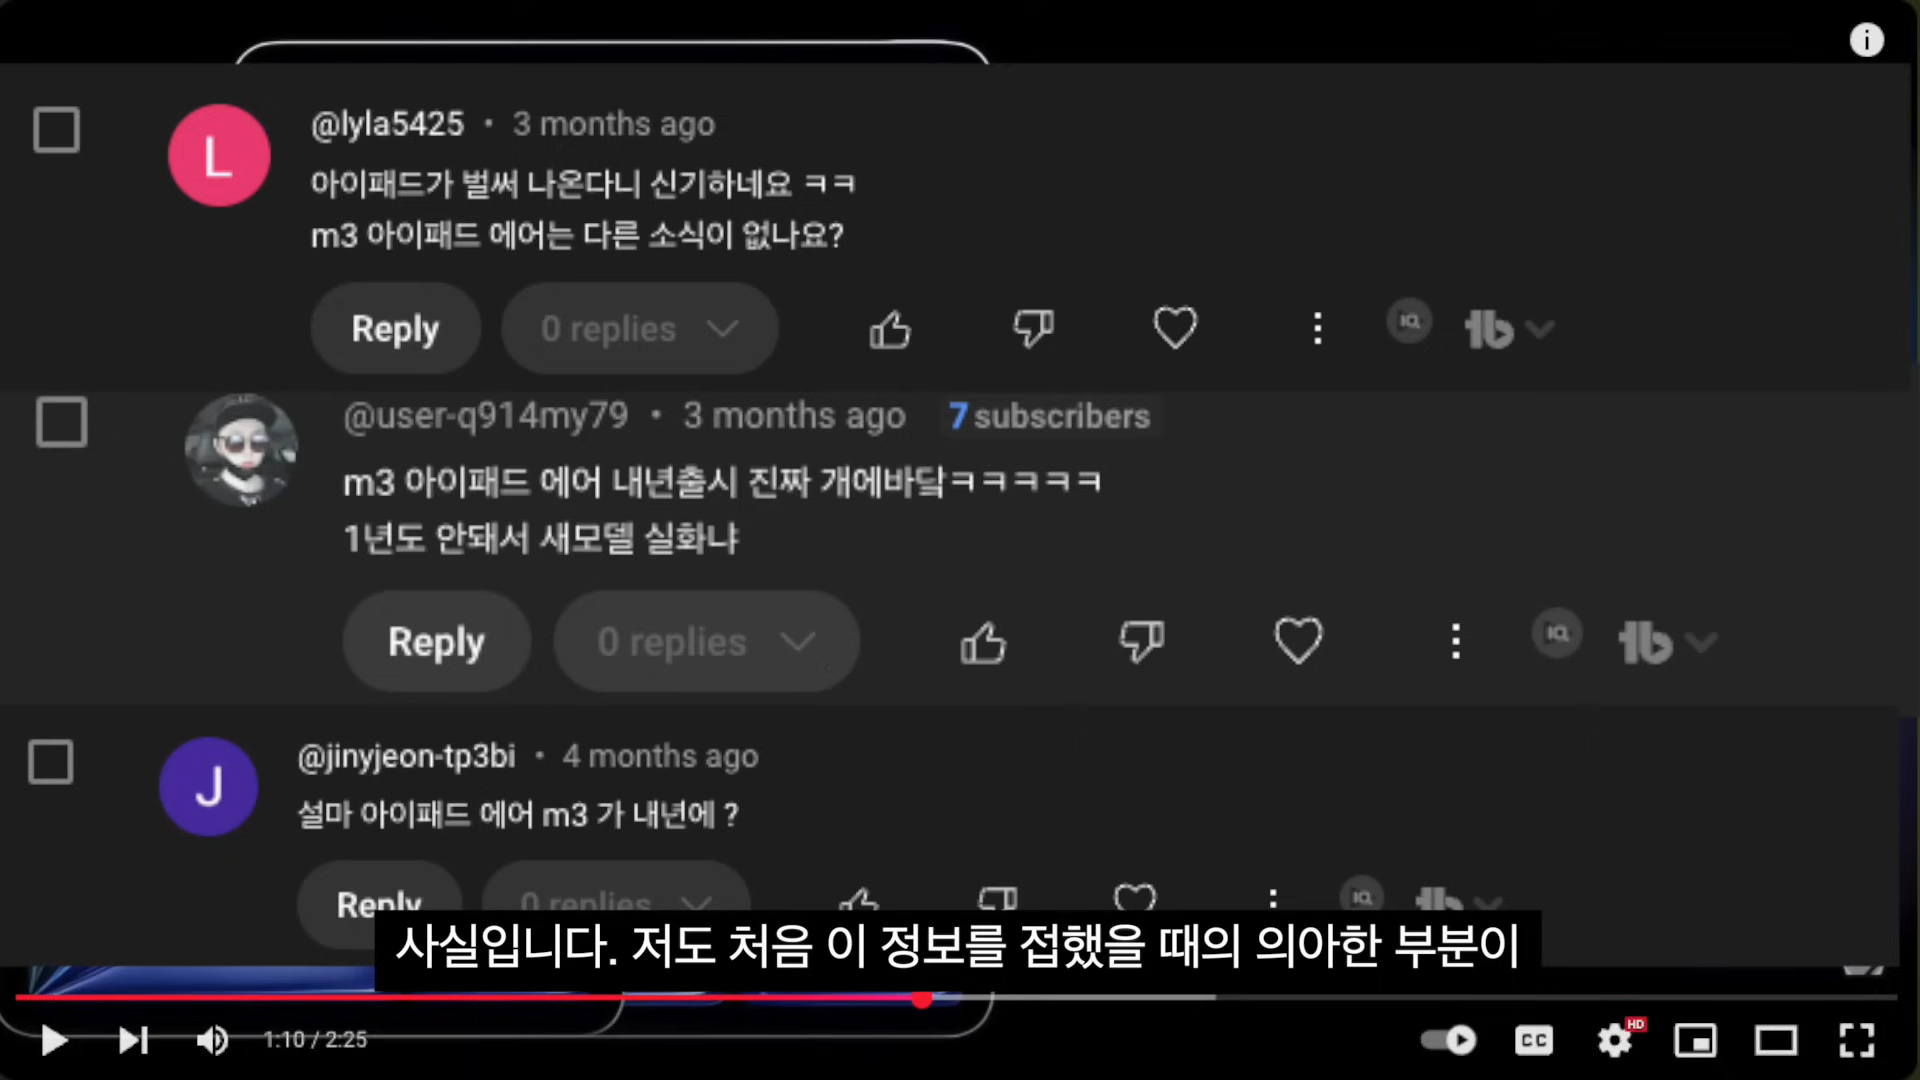 @lyla5425 • 3 months ago
아이패드가 벌써 나온다니 신기하네요 ㅋㅋ
m3 아이패드 에어는 다른 소식이 없나요?
Reply 0 replies
@user-q914my79 • 3 months ago 7 subscribers
m3 아이패드 에어 내년출시 진짜 개에바닼ㅋㅋㅋㅋㅋ
1년도 안돼서 새모델 실화냐
Reply 0 replies
@jinyjeon-tp3bi • 4 months ago
설마 아이패드 에어 m3 가 내년에 ?
Reply 0 replies
사실입니다. 저도 처음 이 정보를 접했을 때의 의아한 부분이
1:10 / 2:25
CC HD